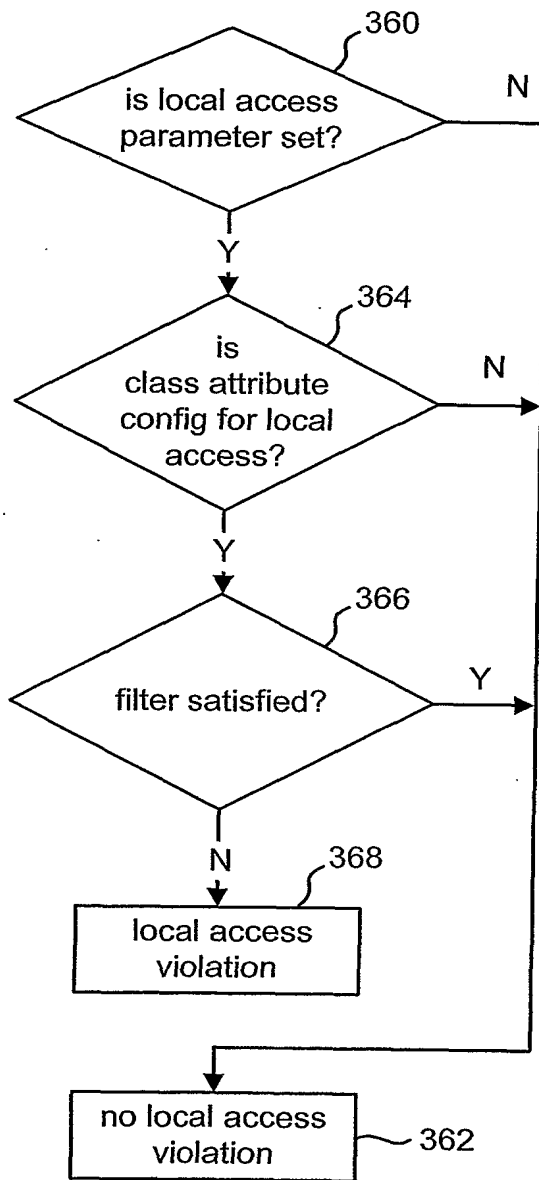 360
is local access
parameter set?
N
Y
364
is
class attribute
config for local
access?
N
Y
366
filter satisfied?
Y
N
368
local access
violation
no local access
violation
362